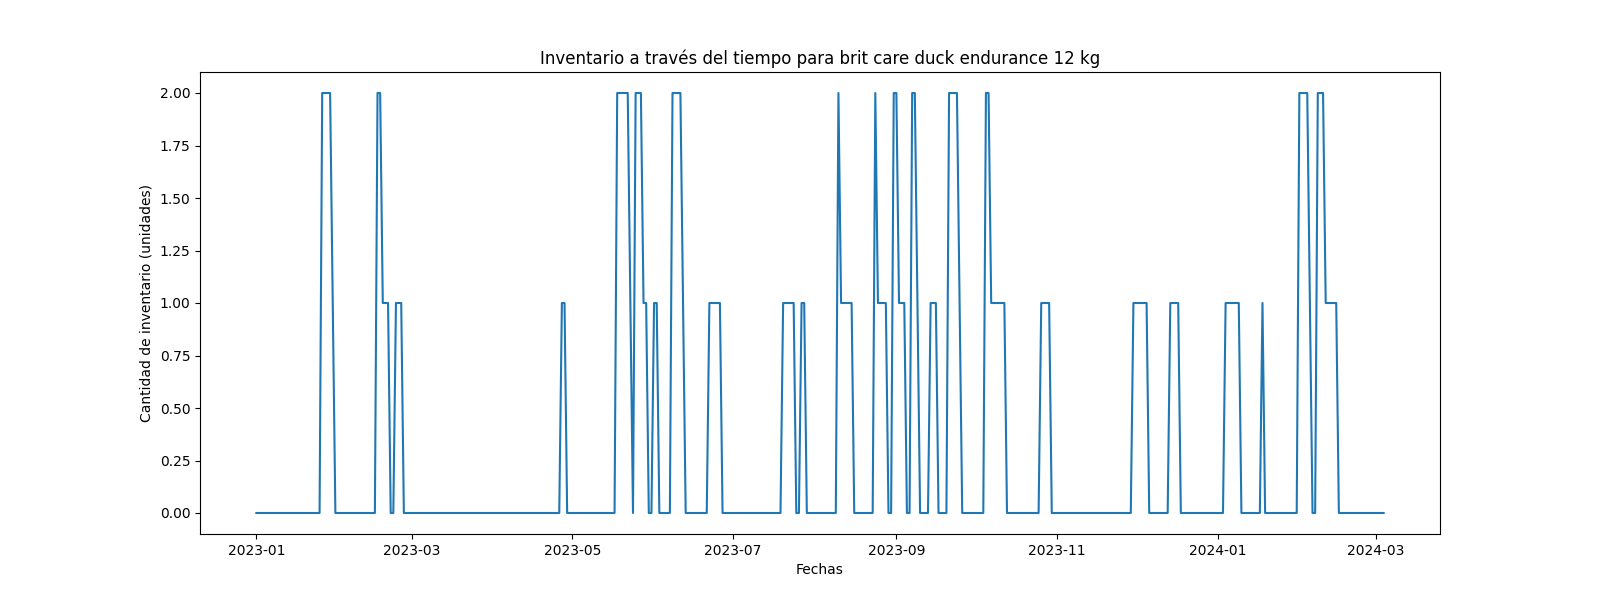 Inventario a través del tiempo para brit care duck endurance 12 kg
Cantidad de inventario (unidades)
2.00
1.75
1.50
1.25
1.00
0.75
0.50
0.25
0.00
2023-01 2023-03 2023-05 2023-07 2023-09 2023-11 2024-01 2024-03
Fechas